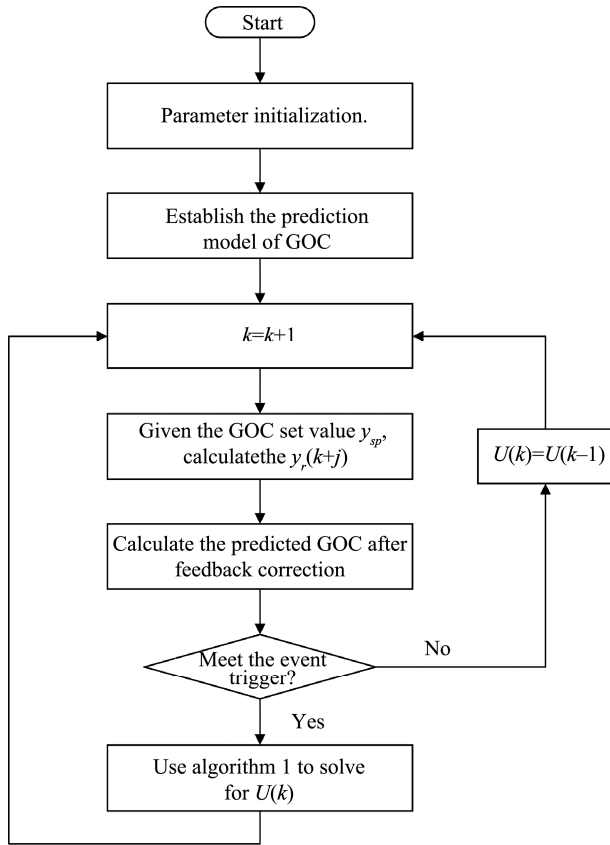 Start
Parameter initialization.
Establish the prediction
model of GOC
k=k+1
Given the GOC set value ysp,
calculatethe yr(k+j)
U(k)=U(k–1)
Calculate the predicted GOC after
feedback correction
Meet the event
trigger?
No
Yes
Use algorithm 1 to solve
for U(k)